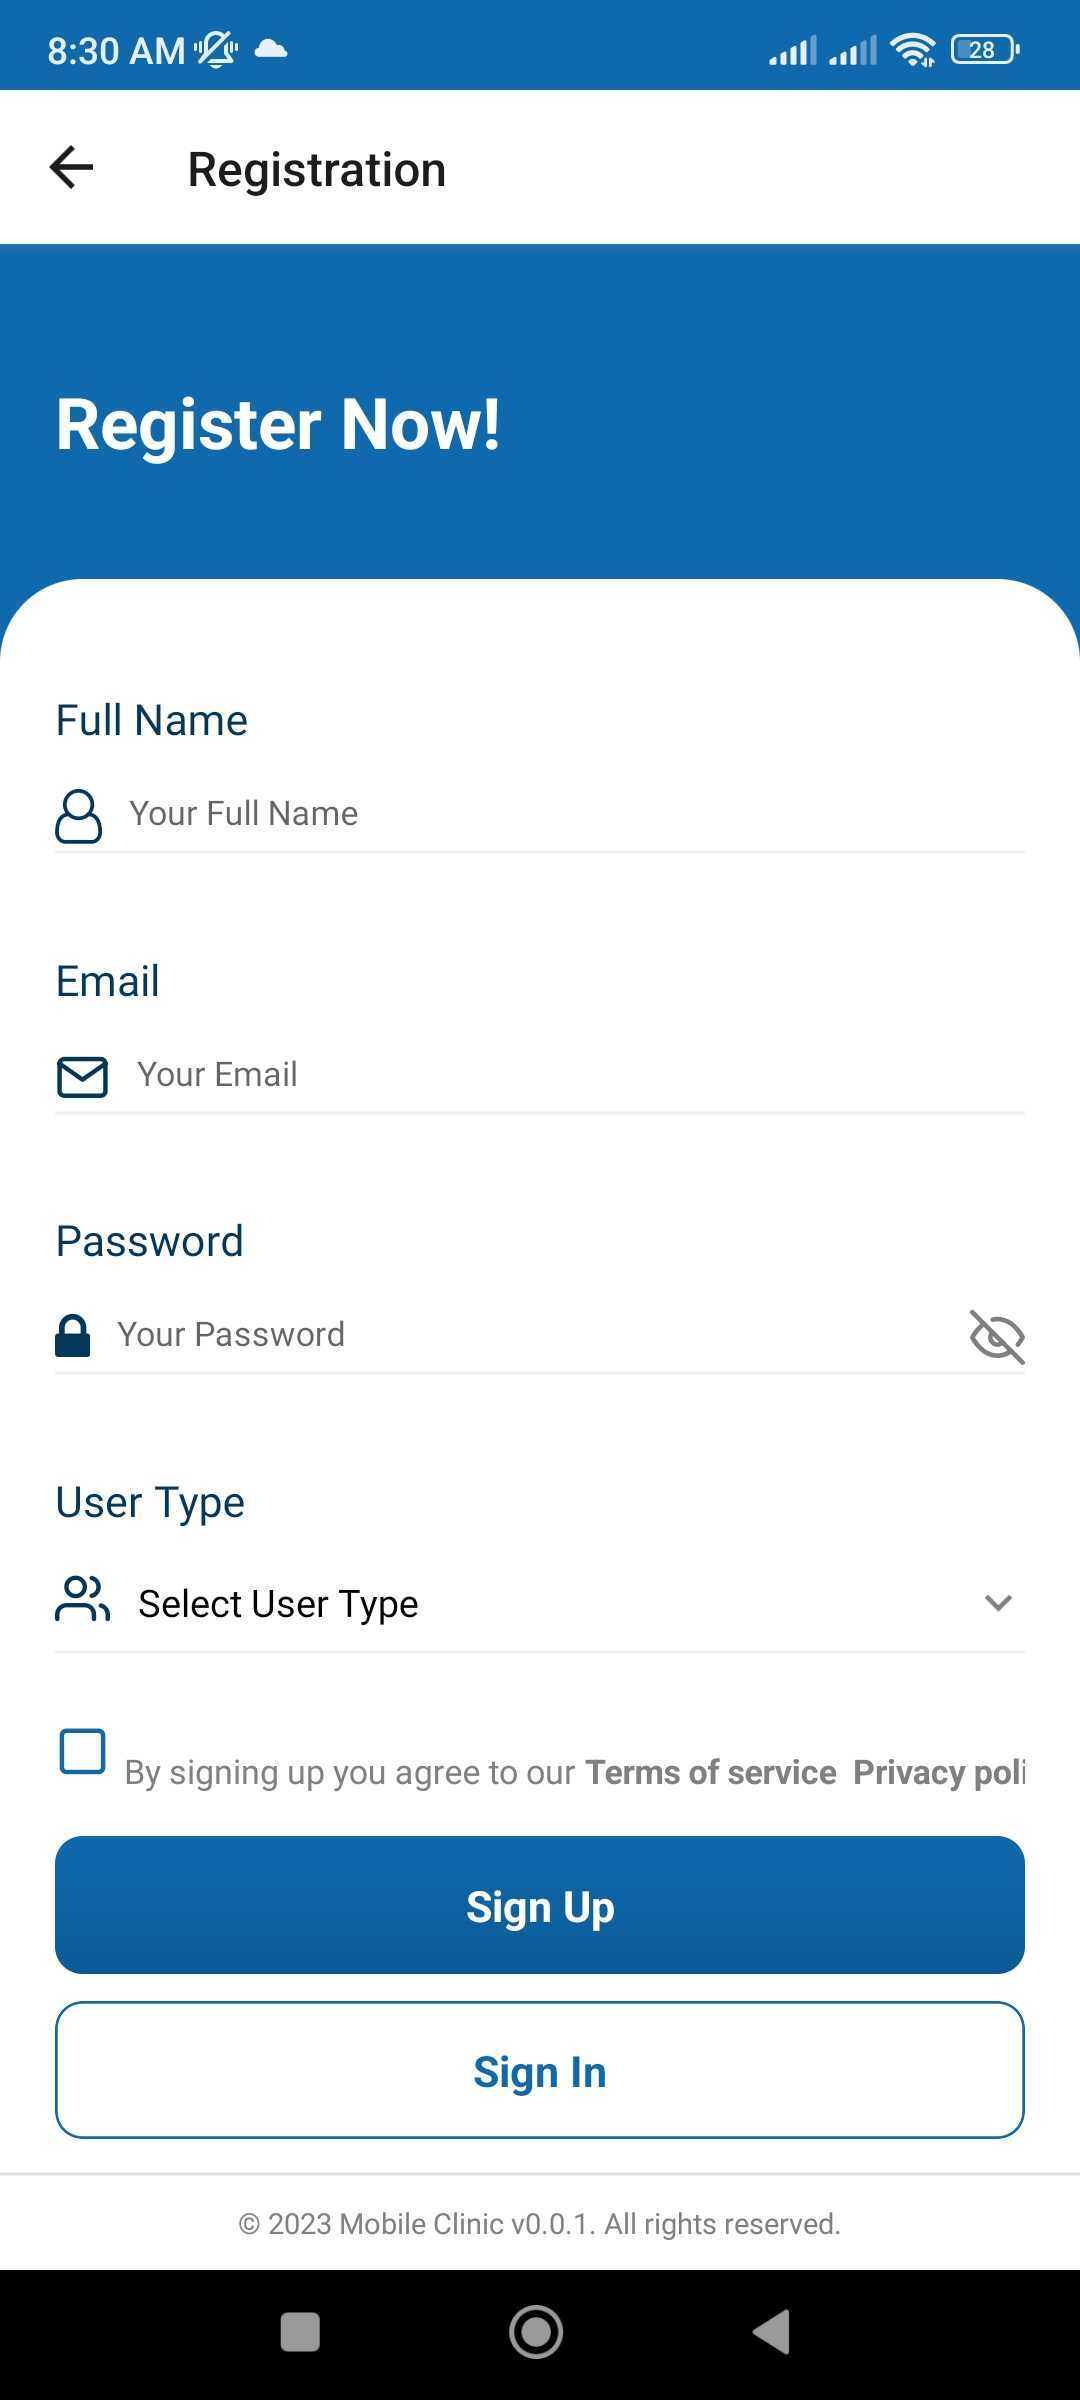 8:30 AM
28
Registration
Register Now!
Full Name
Your Full Name
Email
Your Email
Password
Your Password
User Type
Select User Type
By signing up you agree to our Terms of service Privacy poli
Sign Up
Sign In
© 2023 Mobile Clinic v0.0.1. All rights reserved.